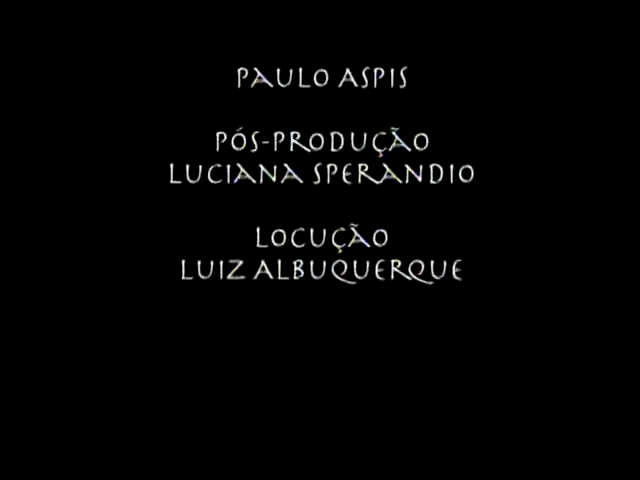 PAULO ASPIS
PÓS-PRODUÇÃO
LUCIANA SPERANDIO
LOCUÇÃO
LUIZ ALBUQUERQUE